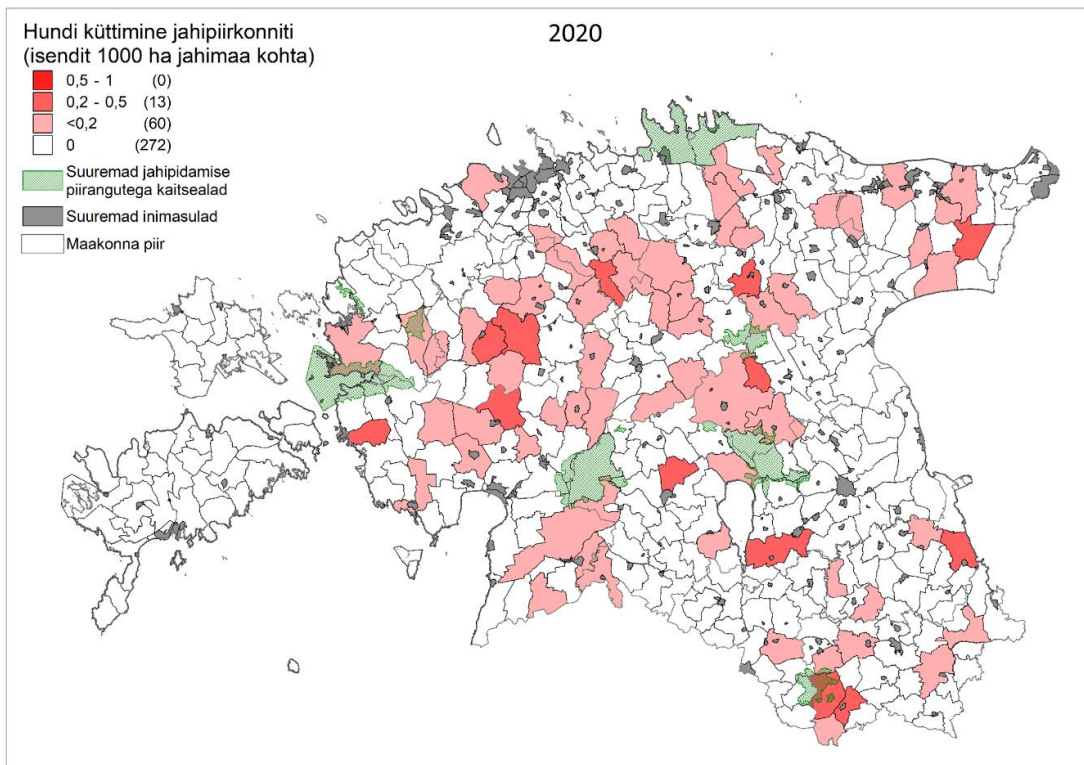 2020
Hundi küttimine jahipiirkonniti
(isendit 1000 ha jahimaa kohta)
0,5 - 1 (0)
0,2 - 0,5 (13)
<0,2 (60)
0 (272)
Suuremad jahipidamise
piirangutega kaitsealad
Suuremad inimasulad
Maakonna piir